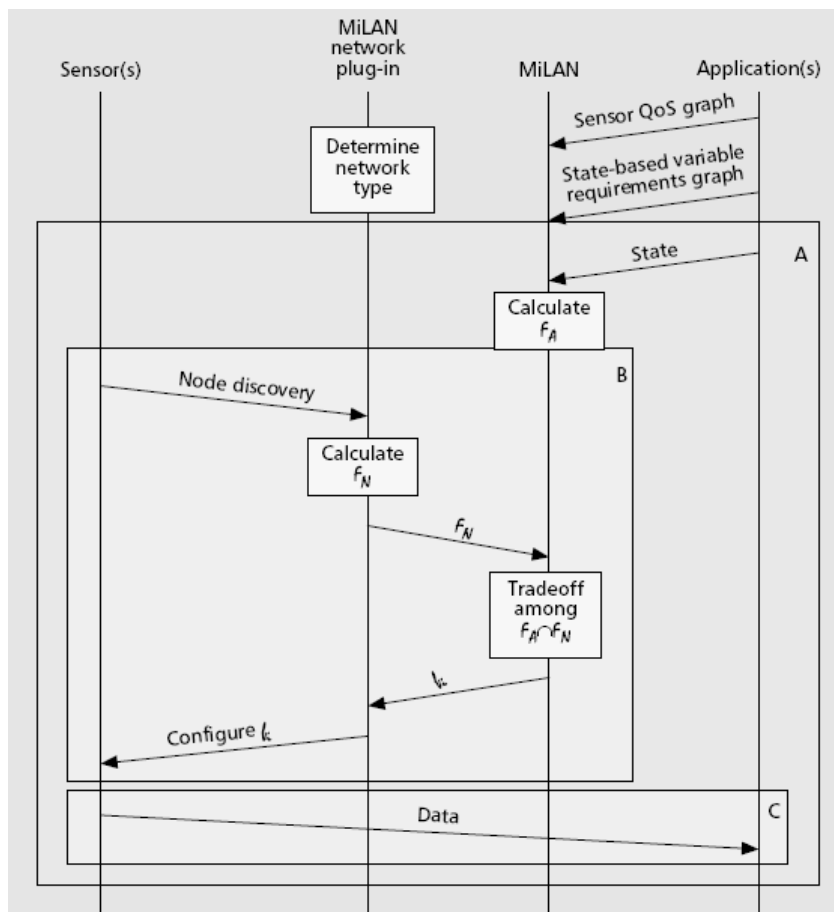 Sensor(s)
MiLAN
network
plug-in
MiLAN
Application(s)
Sensor QoS graph
Determine
network
type
State-based variable
requirements graph
A
State
Calculate
F_A
B
Node discovery
Calculate
F_N
F_N
Tradeoff
among
F_A∩F_N
Configure
C
Data